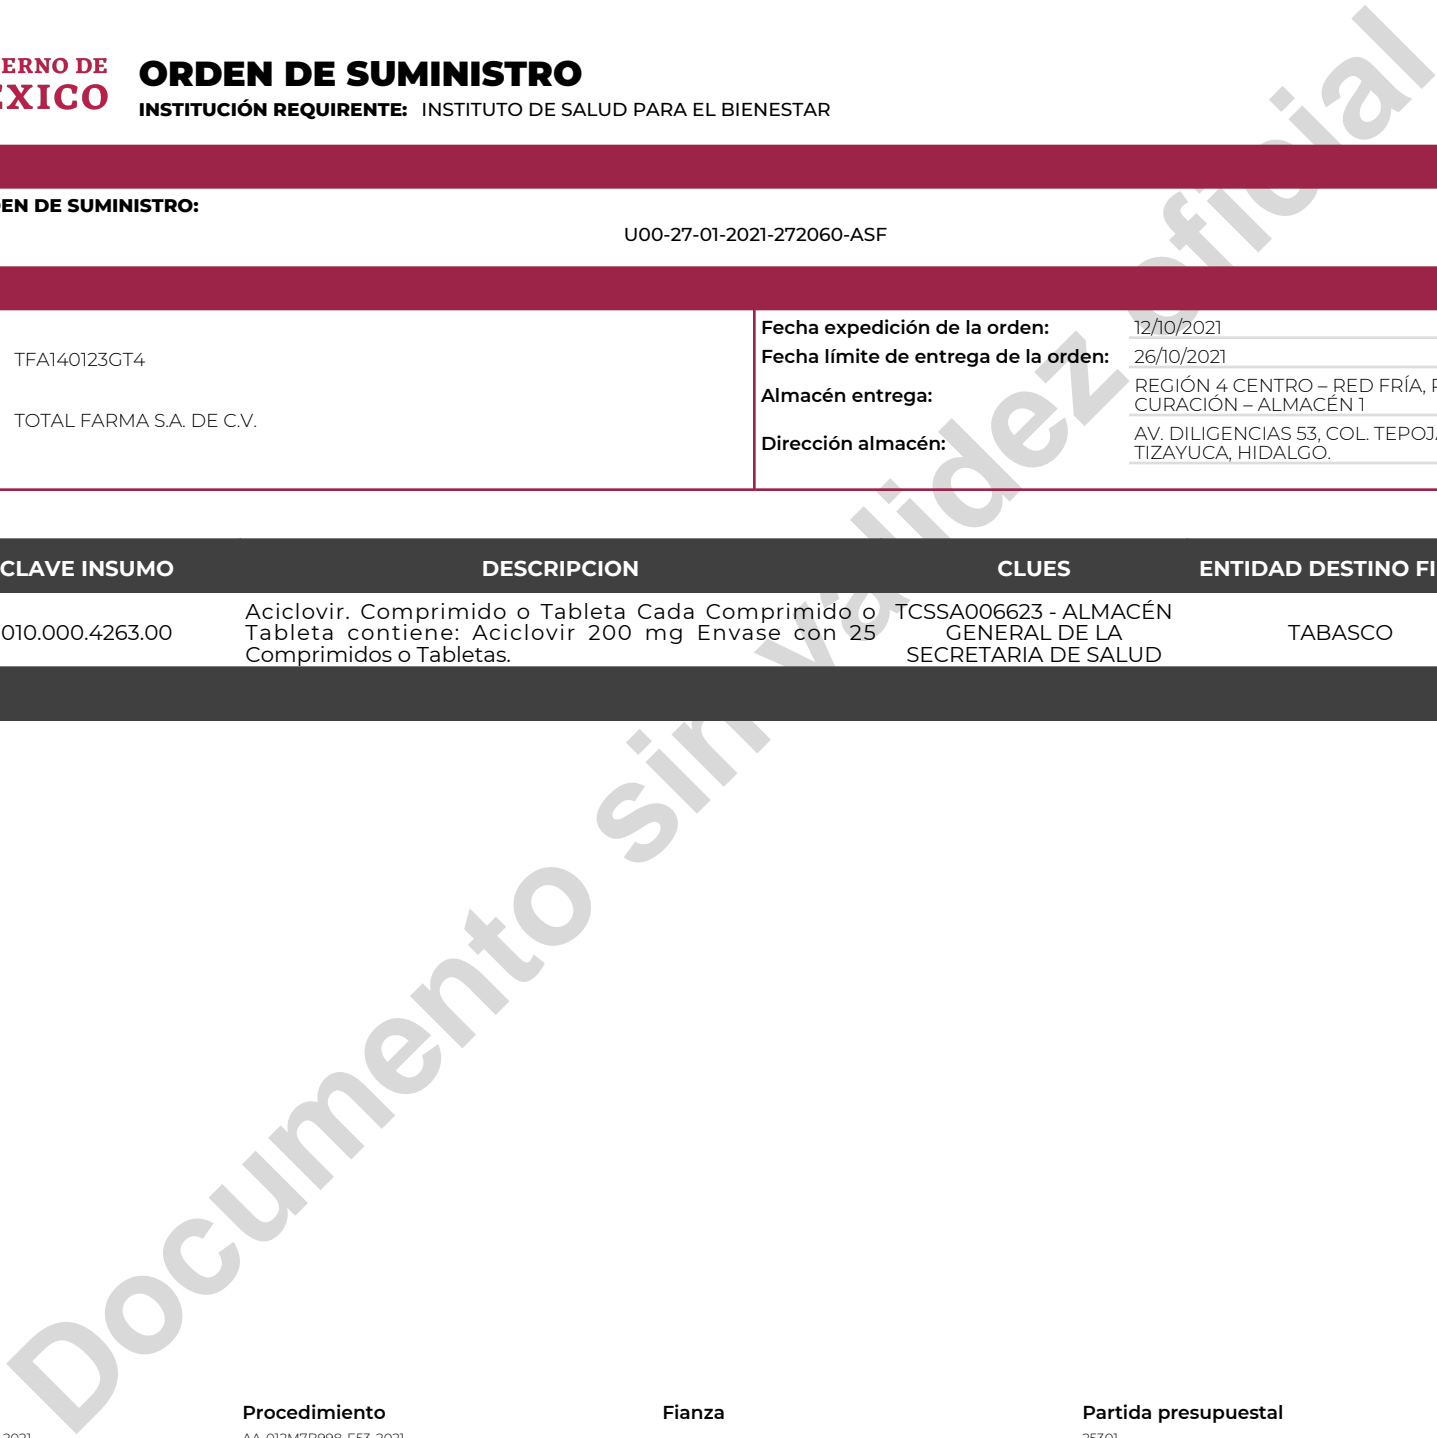 ERNO DE
ORDEN DE SUMINISTRO
INSTITUCIÓN REQUIRENTE: INSTITUTO DE SALUD PARA EL BIENESTAR
EXICO
EN DE SUMINISTRO:
U00-27-01-2021-272060-ASF
TFA140123GT4
TOTAL FARMA S.A. DE C.V.
Fecha expedición de la orden: 12/10/2021
Fecha límite de entrega de la orden: 26/10/2021
Almacén entrega: REGIÓN 4 CENTRO – RED FRÍA,
CURACIÓN – ALMACÉN 1
Dirección almacén: AV. DILIGENCIAS 53, COL. TEPOJ
TIZAYUCA, HIDALGO.
CLAVE INSUMO DESCRIPCION CLUES ENTIDAD DESTINO FI
010.000.4263.00
Aciclovir. Comprimido o Tableta Cada Comprimido o
Tableta contiene: Aciclovir 200 mg Envase con 25
Comprimidos o Tabletas.
TCSSA006623 - ALMACÉN
GENERAL DE LA
SECRETARIA DE SALUD
TABASCO
Documento sin validez oficial
Procedimiento Fianza Partida presupuestal